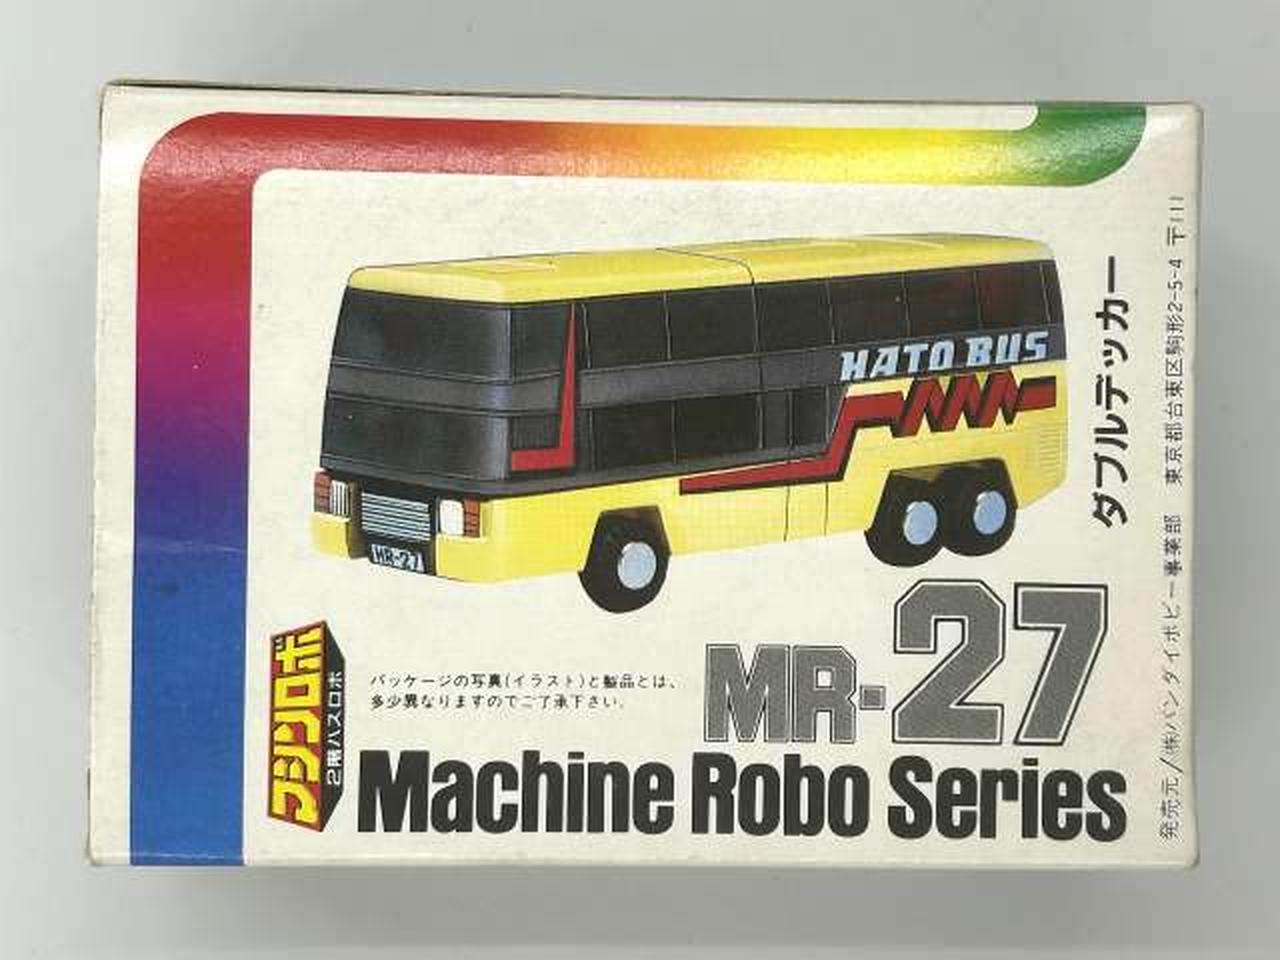 HATO BUS
MR-27
ダブルデッカー
MR-27
マシンロボ
2階バスロボ
パッケージの写真(イラスト)と製品とは、
多少異なりますのでご了承下さい。
Machine Robo Series
発売元/(株)バンダイホビー事業部 東京都台東区駒形2-5-4 〒111